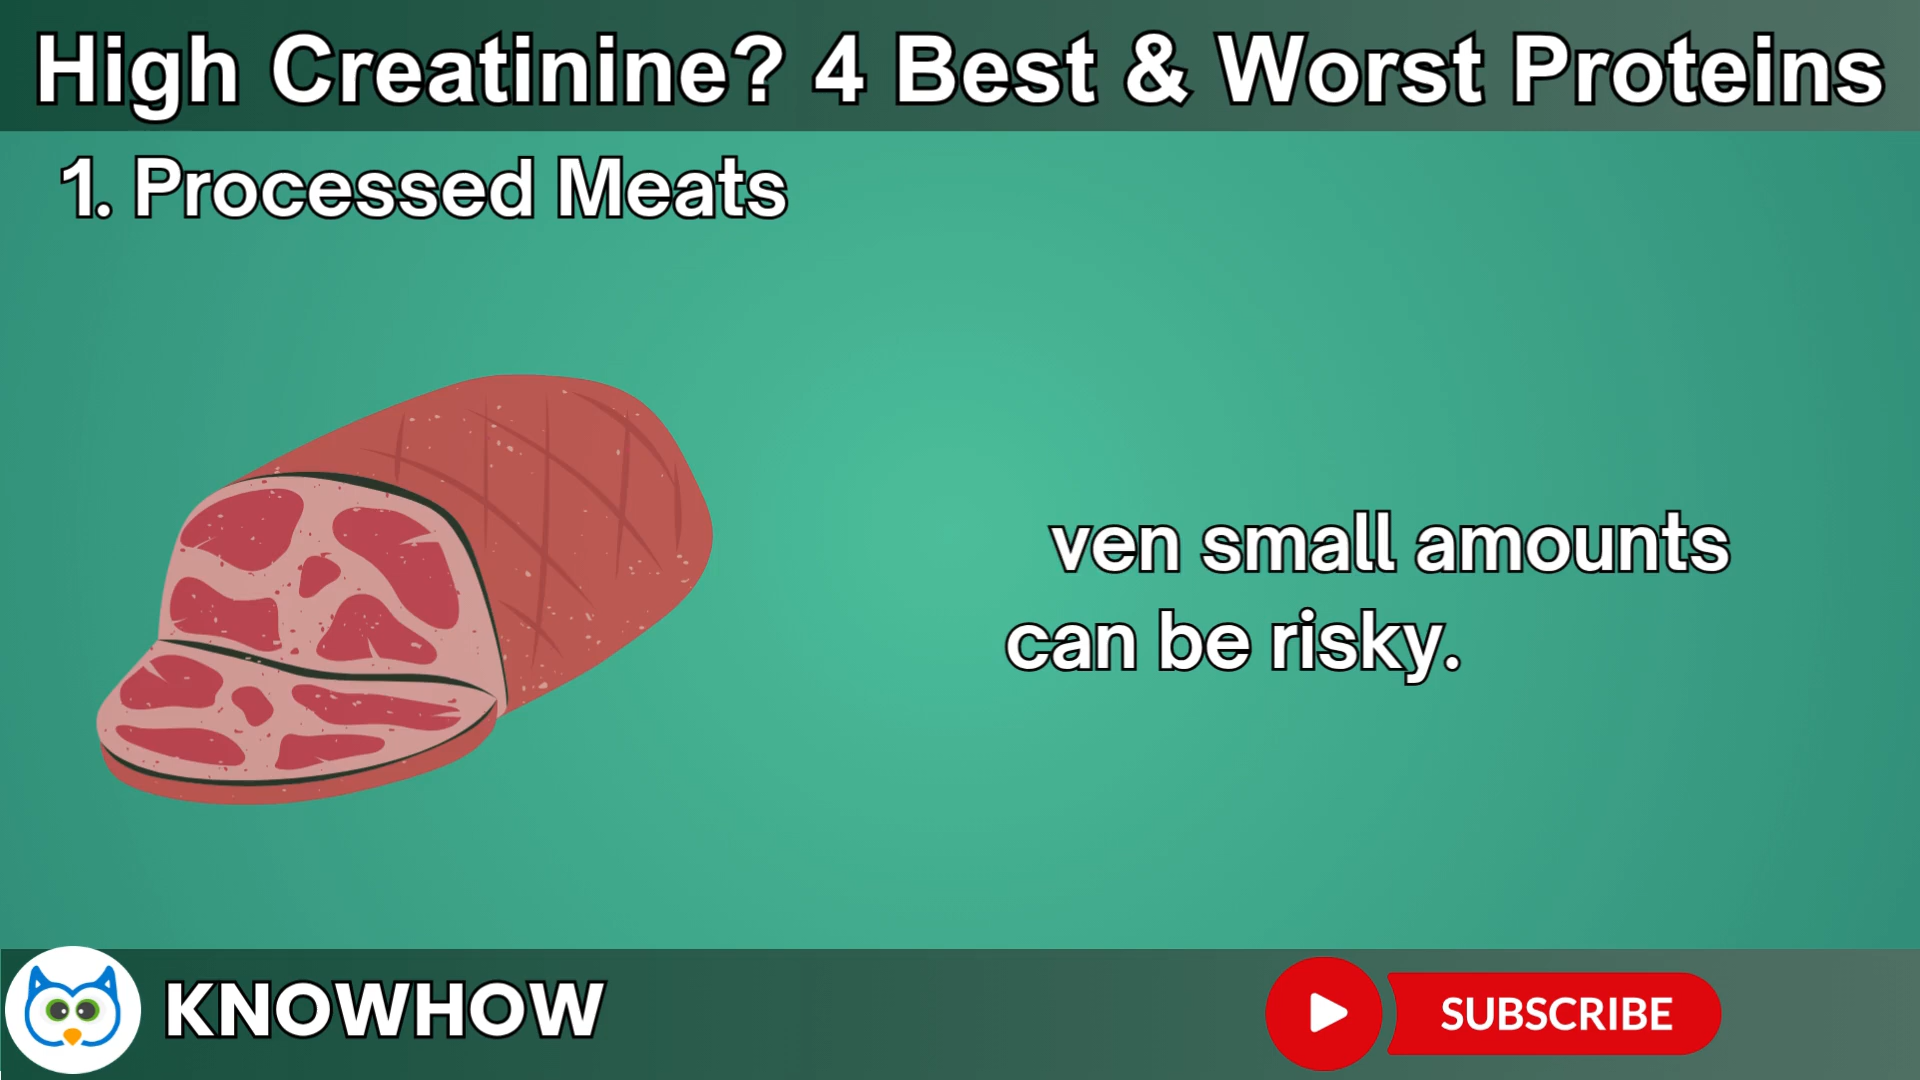 High Creatinine? 4 Best & Worst Proteins
1. Processed Meats
ven small amounts
can be risky.
KNOWHOW
SUBSCRIBE